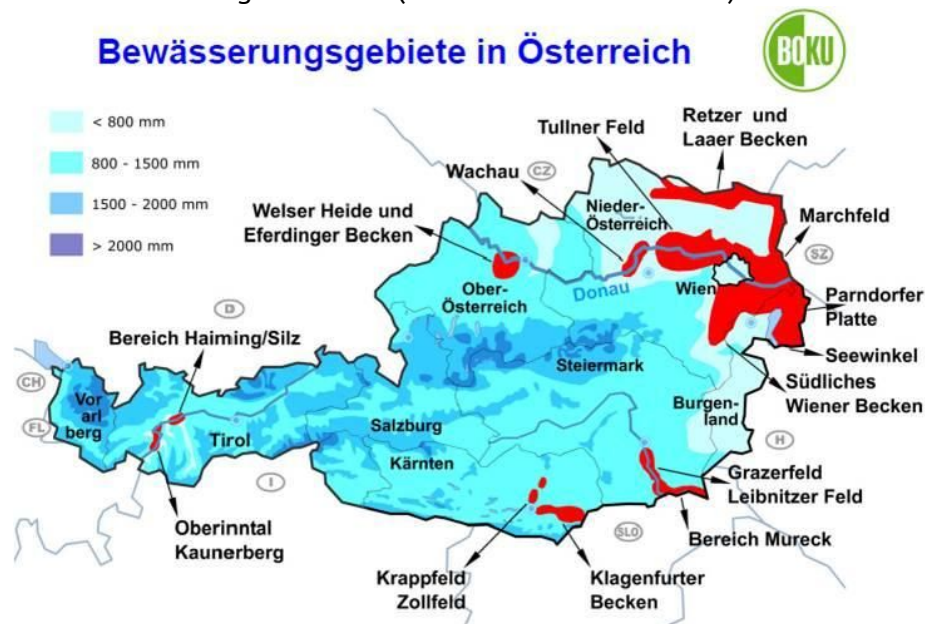 Bewässerungsgebiete in Österreich
BOKU
< 800 mm
800 - 1500 mm
1500 - 2000 mm
> 2000 mm
Retzer und
Laaer Becken
Tullner Feld
Wachau
CZ
Nieder-
Österreich
Marchfeld
Welser Heide und
Eferdinger Becken
SZ
Ober-
Österreich
Donau
Wien
Parndorfer
Platte
D
Bereich Haiming/Silz
Seewinkel
Steiermark
Südliches
Wiener Becken
CH
Vor
arl
berg
Burgen-
land
FL
Tirol
Salzburg
H
Kärnten
I
Grazerfeld
Leibnitzer Feld
Oberinntal
Kaunerberg
SLO
Bereich Mureck
Krappfeld
Zollfeld
Klagenfurter
Becken